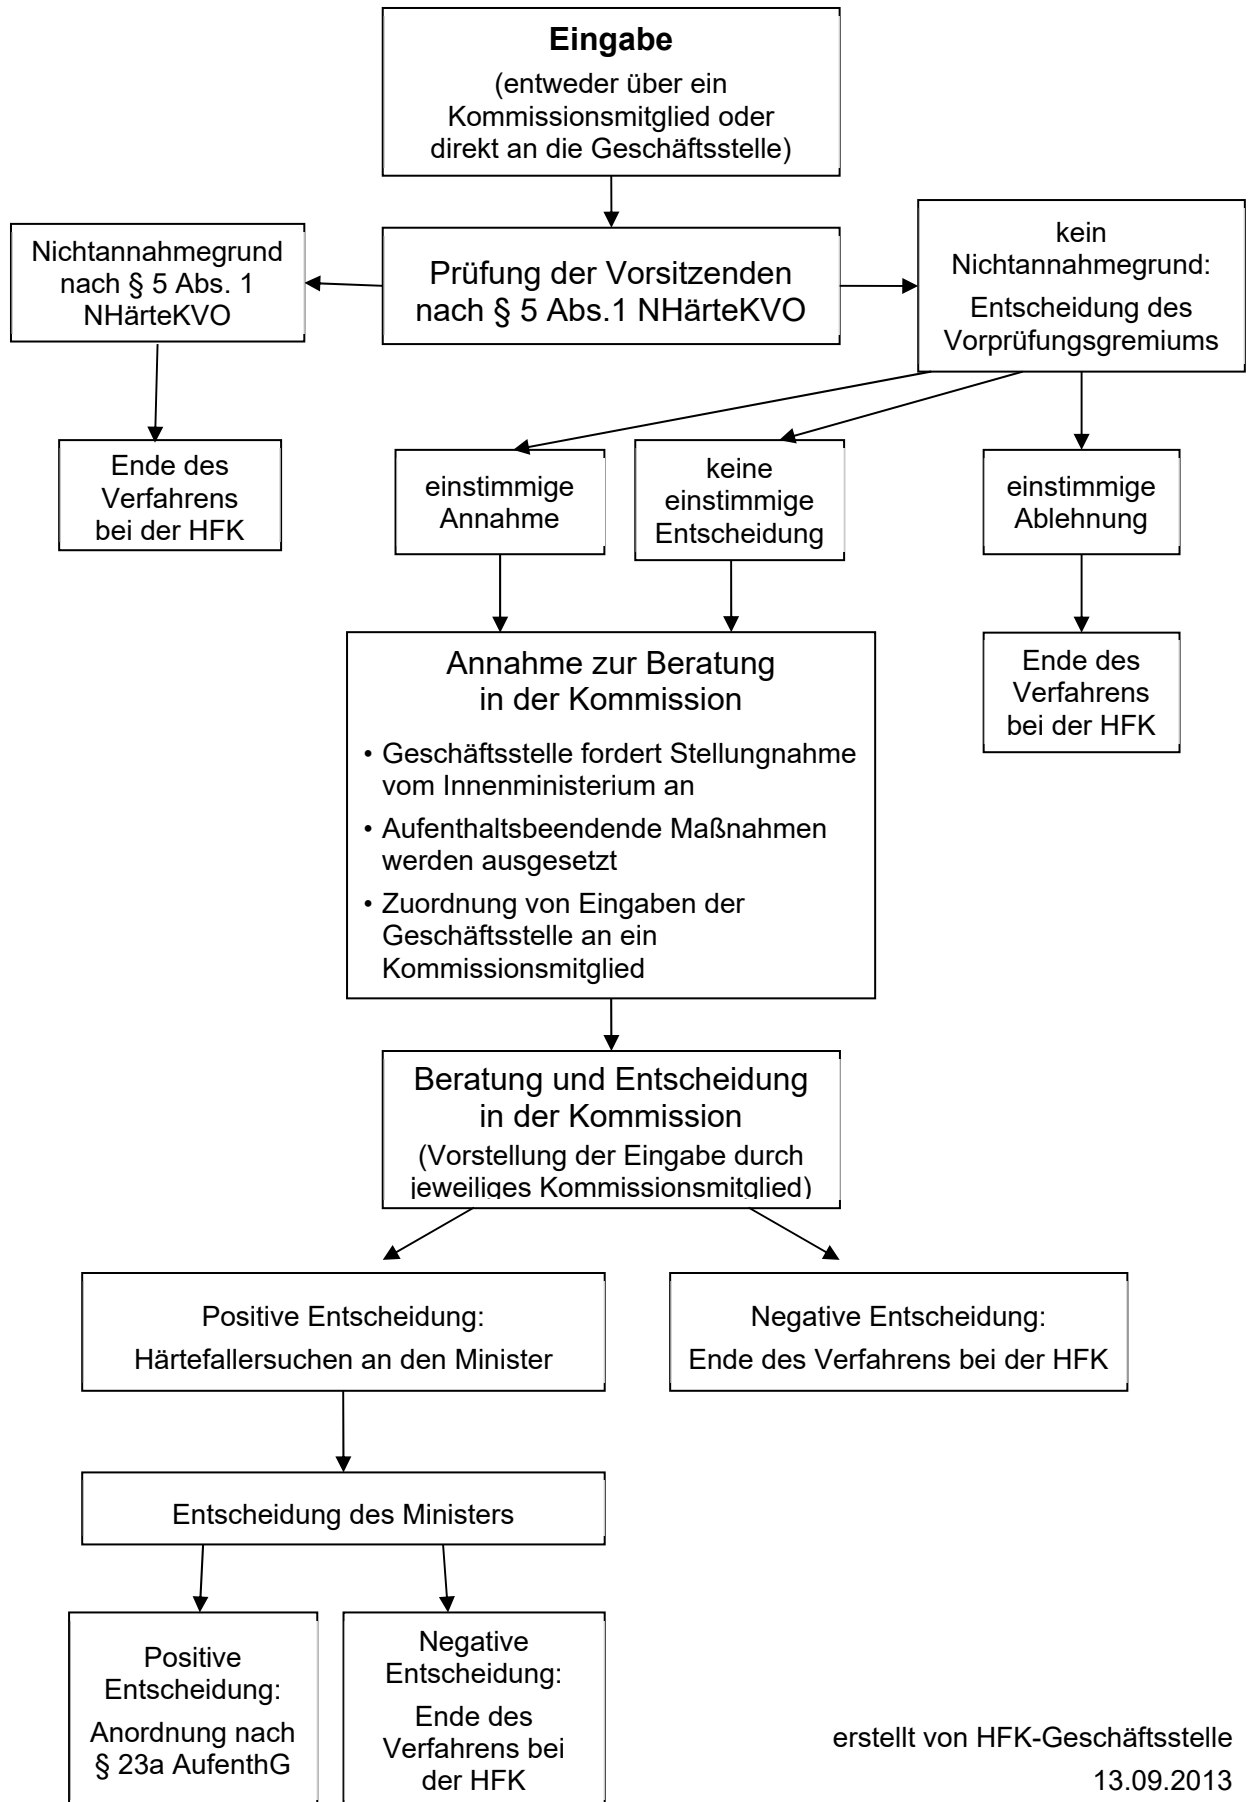 Eingabe
(entweder über ein
Kommissionsmitglied oder
direkt an die Geschäftsstelle)
Nichtannahmegrund
nach § 5 Abs. 1
NHärteKVO
Prüfung der Vorsitzenden
nach § 5 Abs.1 NHärteKVO
kein
Nichtannahmegrund:
Entscheidung des
Vorprüfungsgremiums
Ende des
Verfahrens
bei der HFK
einstimmige
Annahme
keine
einstimmige
Entscheidung
einstimmige
Ablehnung
Annahme zur Beratung
in der Kommission
• Geschäftsstelle fordert Stellungnahme
vom Innenministerium an
• Aufenthaltsbeendende Maßnahmen
werden ausgesetzt
• Zuordnung von Eingaben der
Geschäftsstelle an ein
Kommissionsmitglied
Ende des
Verfahrens
bei der HFK
Beratung und Entscheidung
in der Kommission
(Vorstellung der Eingabe durch
jeweiliges Kommissionsmitglied)
Positive Entscheidung:
Härtefallersuchen an den Minister
Negative Entscheidung:
Ende des Verfahrens bei der HFK
Entscheidung des Ministers
Positive
Entscheidung:
Anordnung nach
§ 23a AufenthG
Negative
Entscheidung:
Ende des
Verfahrens bei
der HFK
erstellt von HFK-Geschäftsstelle
13.09.2013